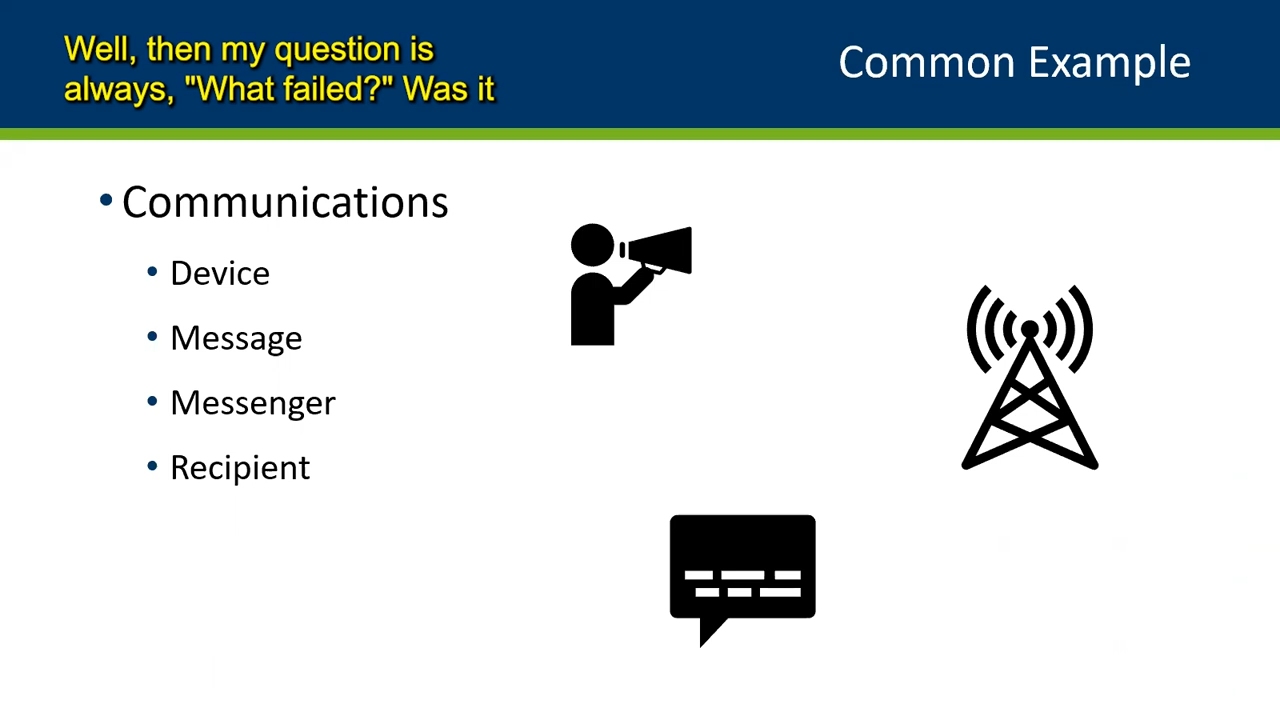 Well, then my question is
always, "What failed?" Was it
Common Example
• Communications
• Device
• Message
• Messenger
• Recipient